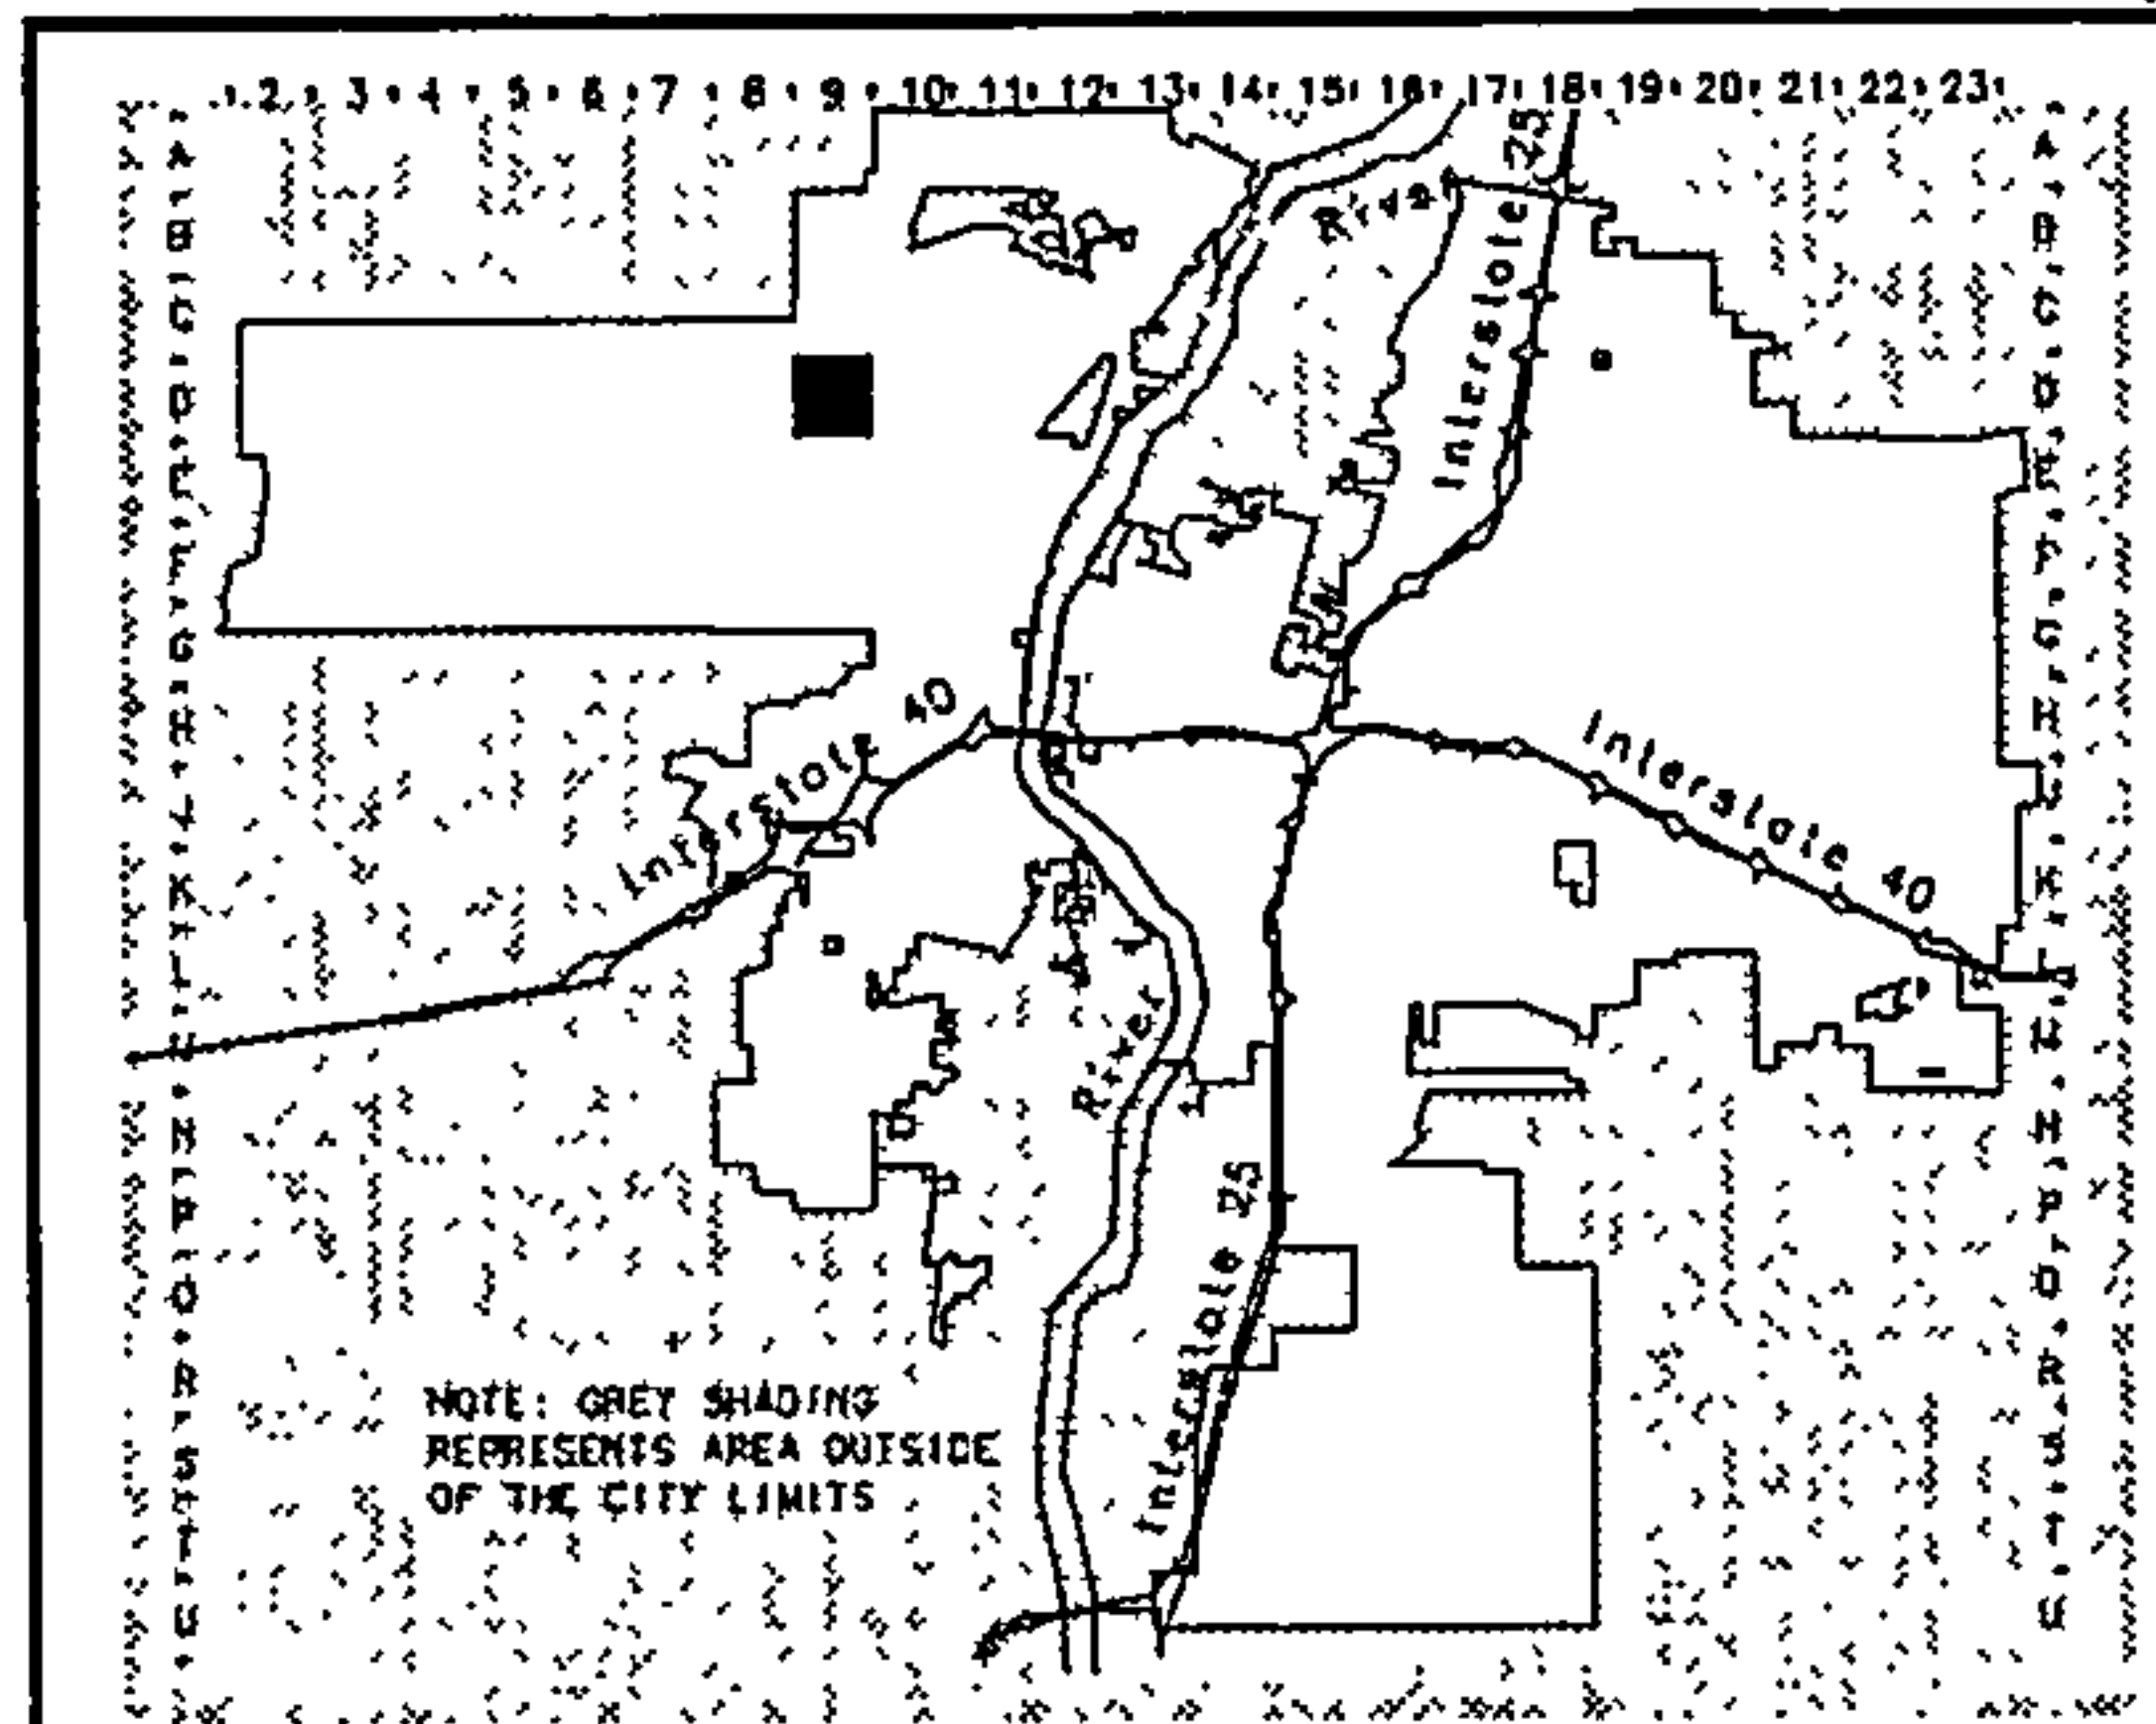 2 3 4 5 6 7 8 9 10 11 12 13 14 15 16 17 18 19 20 21 22 23
A
B
C
D
E
F
G
H
A
B
C
D
River
Interstate 25
Interstate 40
Interstate 40
River
Interstate 25
NOTE: GREY SHADING
REPRESENTS AREA OUTSIDE
OF THE CITY LIMITS